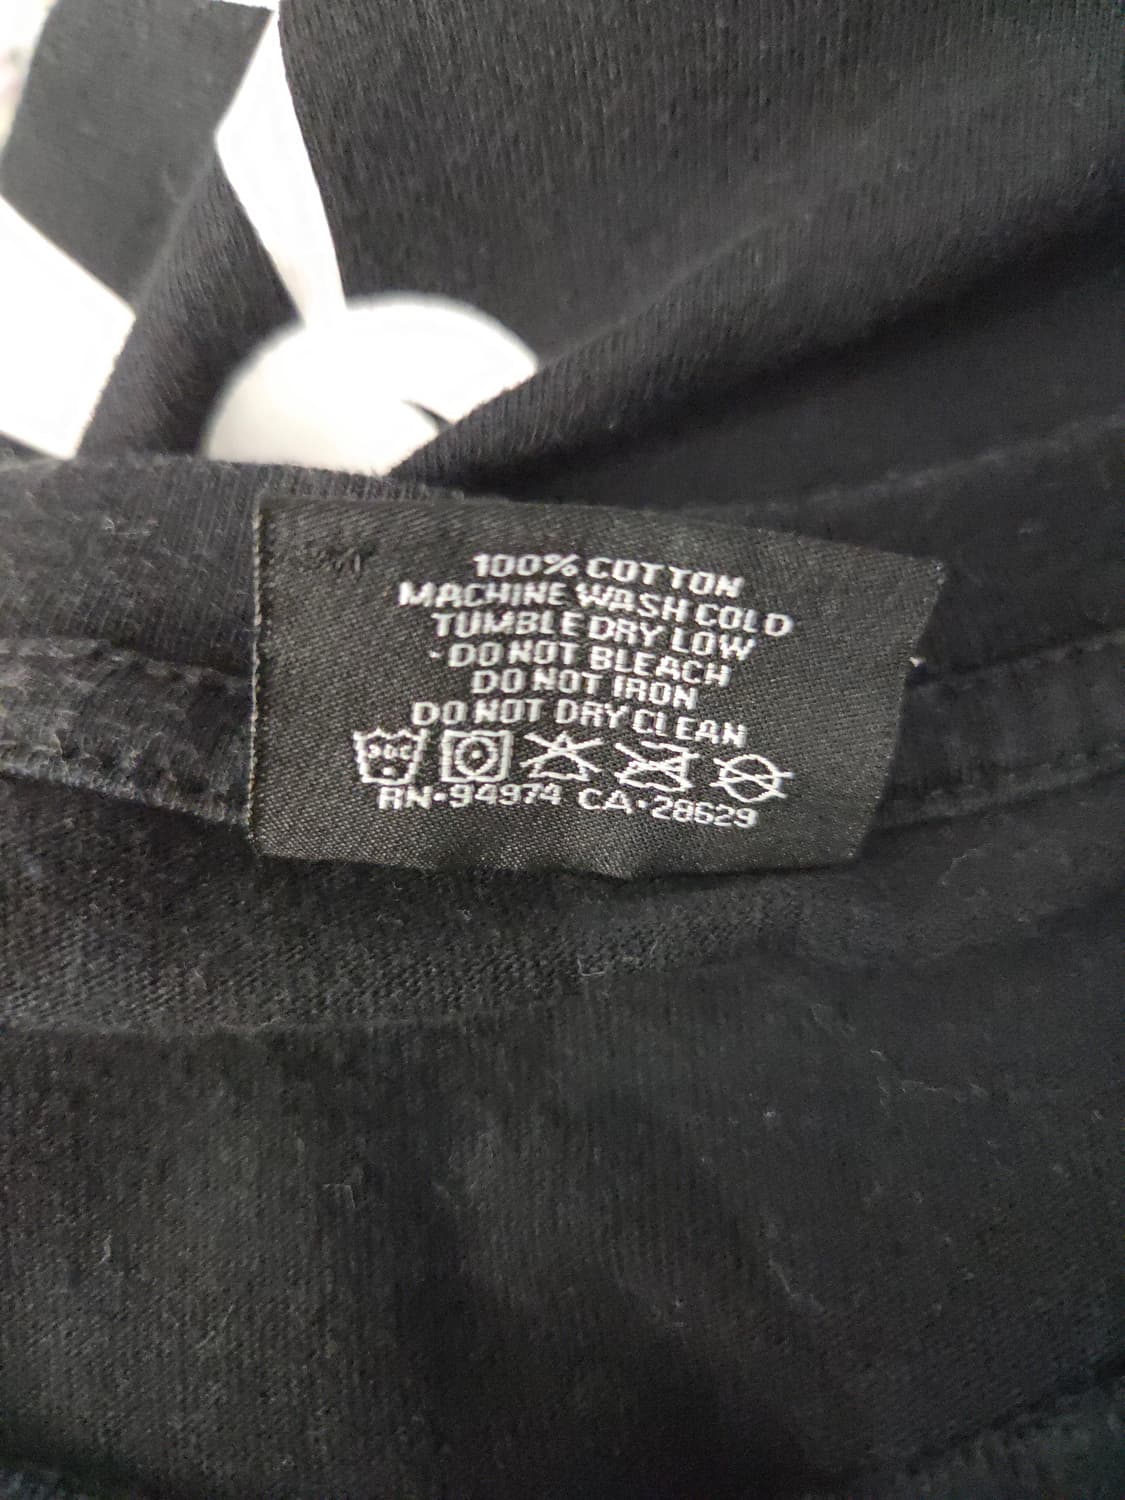 100% COTTON
MACHINE WASH COLD
TUMBLE DRY LOW
DO NOT BLEACH
DO NOT IRON
DO NOT DRY CLEAN
RN•94974 CA•28629